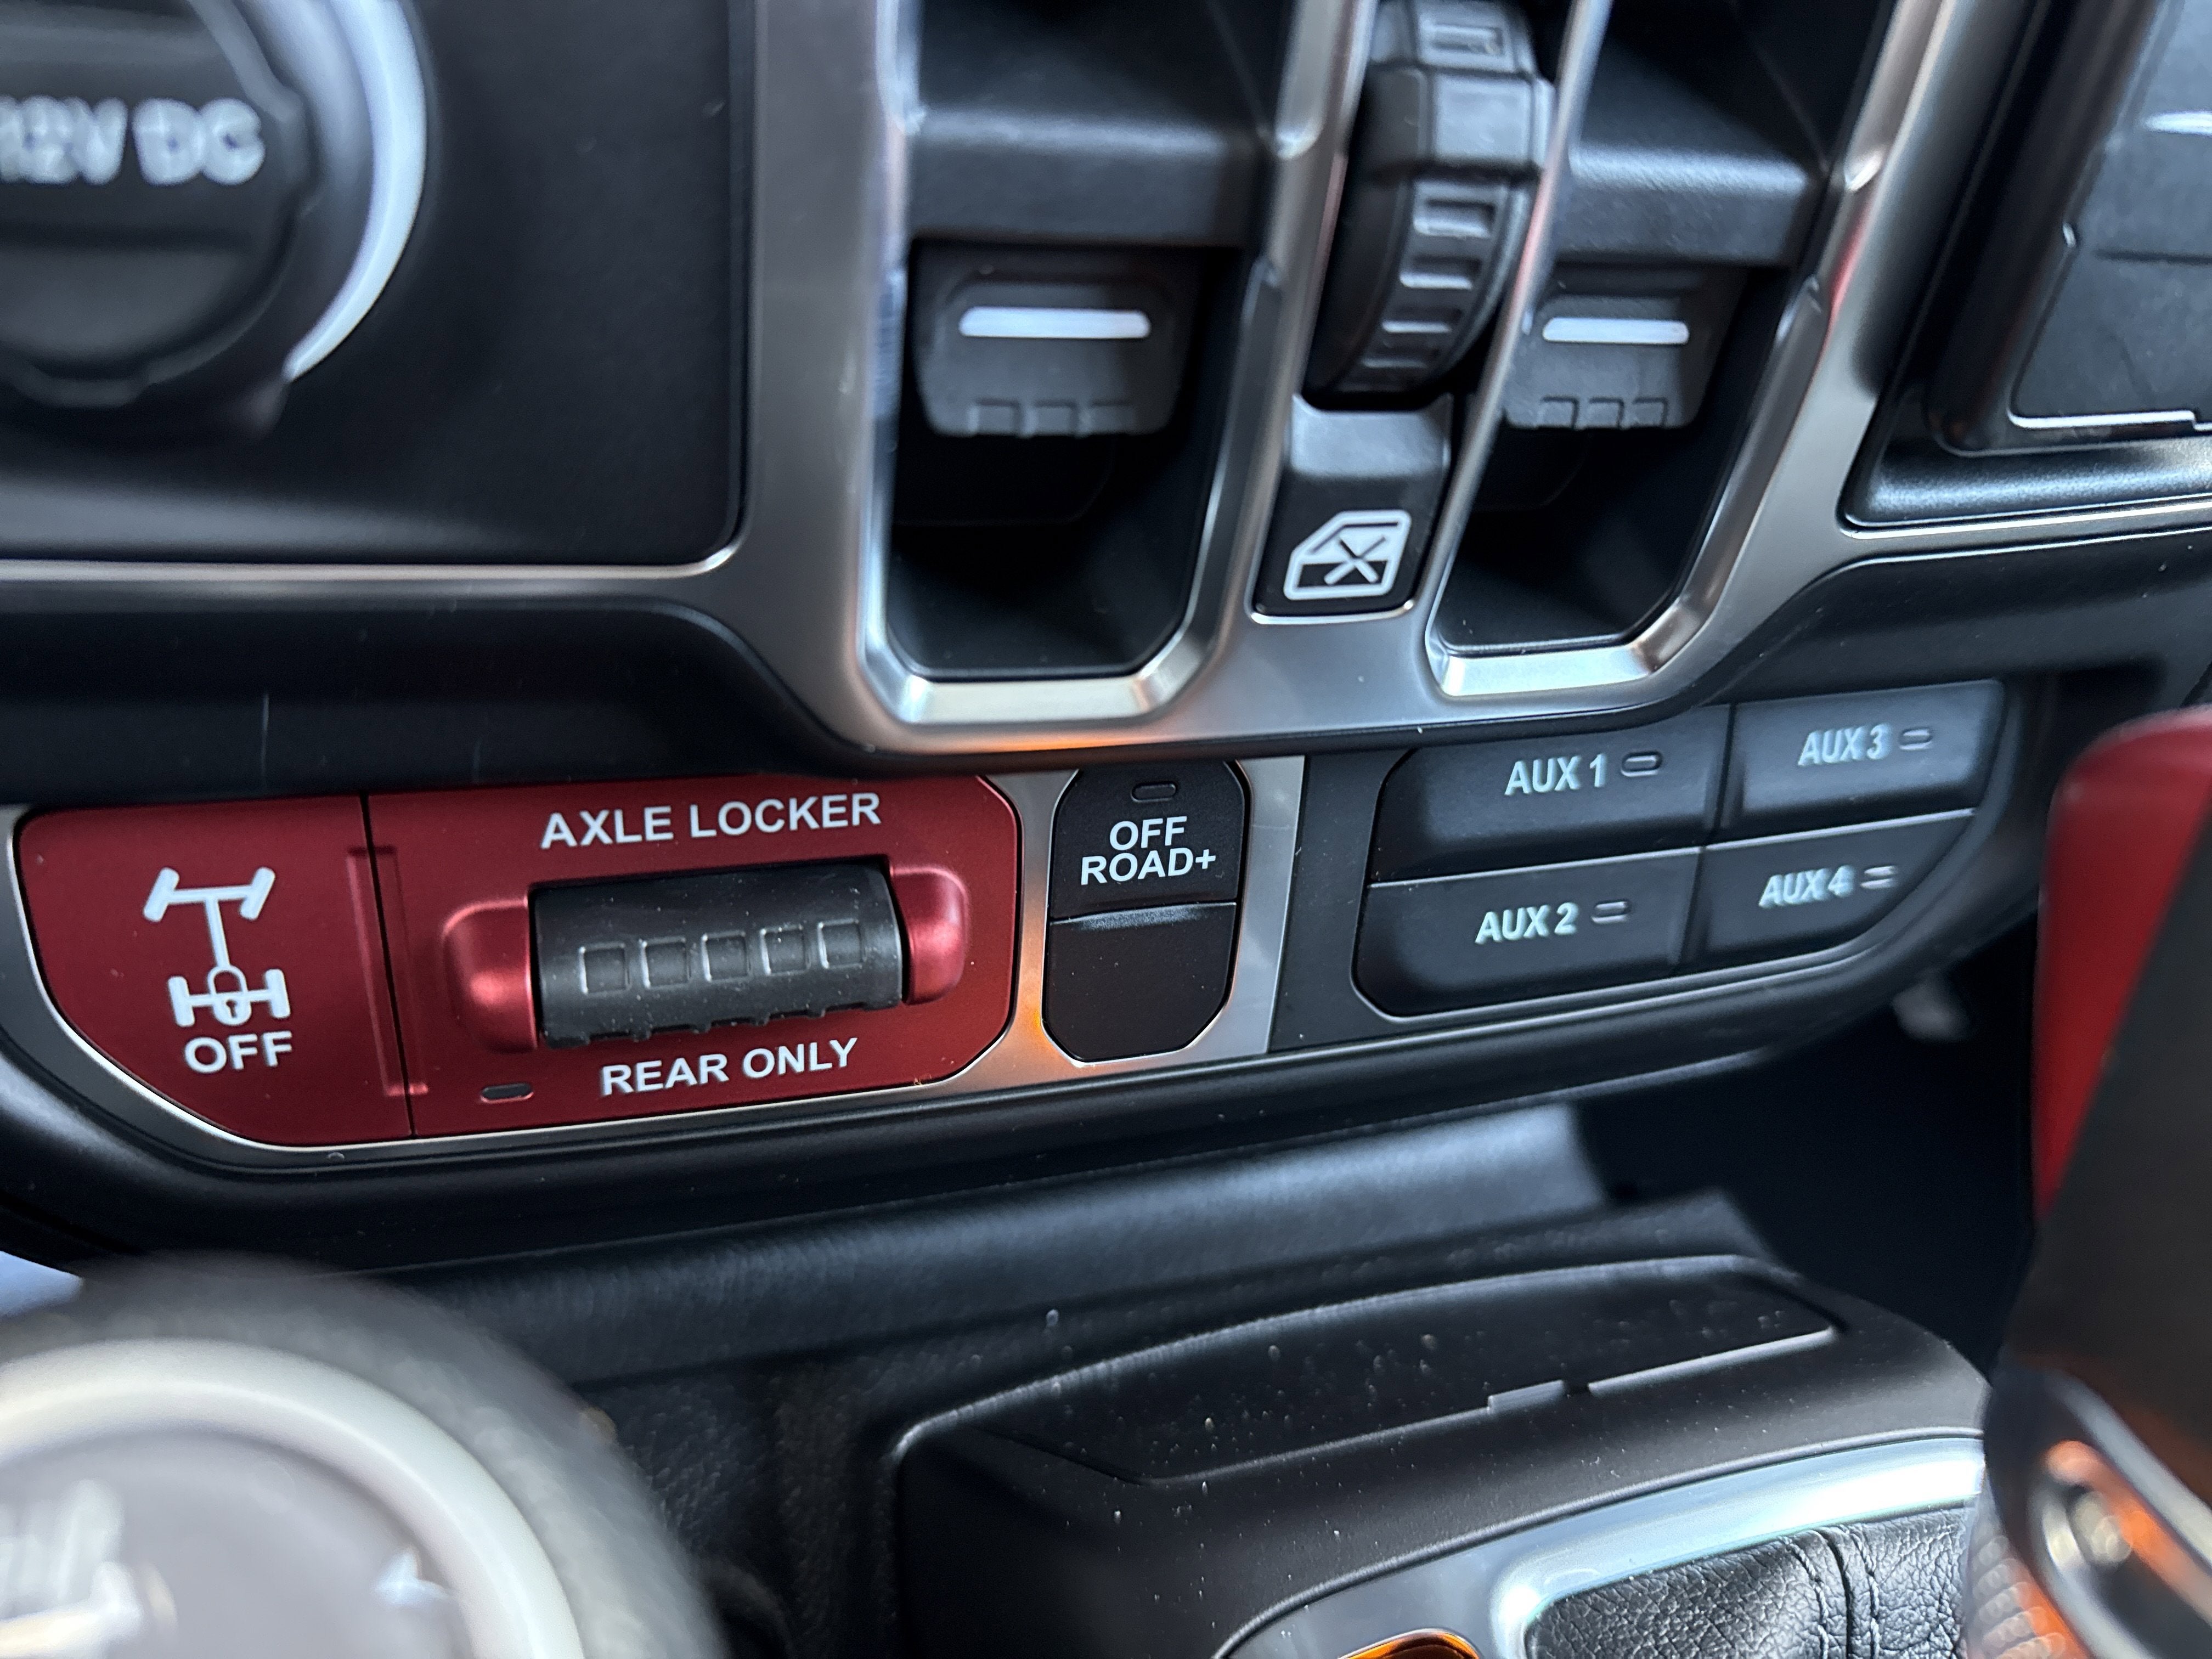 12V DC
AXLE LOCKER
OFF
REAR ONLY
OFF
ROAD+
AUX 1
AUX 3
AUX 2
AUX 4